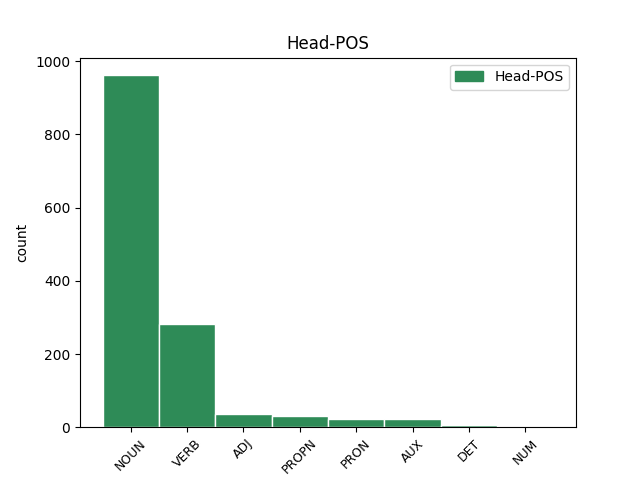 Head-POS
Head-POS
count
1000
800
600
400
200
0
NOUN
VERB
ADJ
PROPN
PRON
AUX
DET
NUM